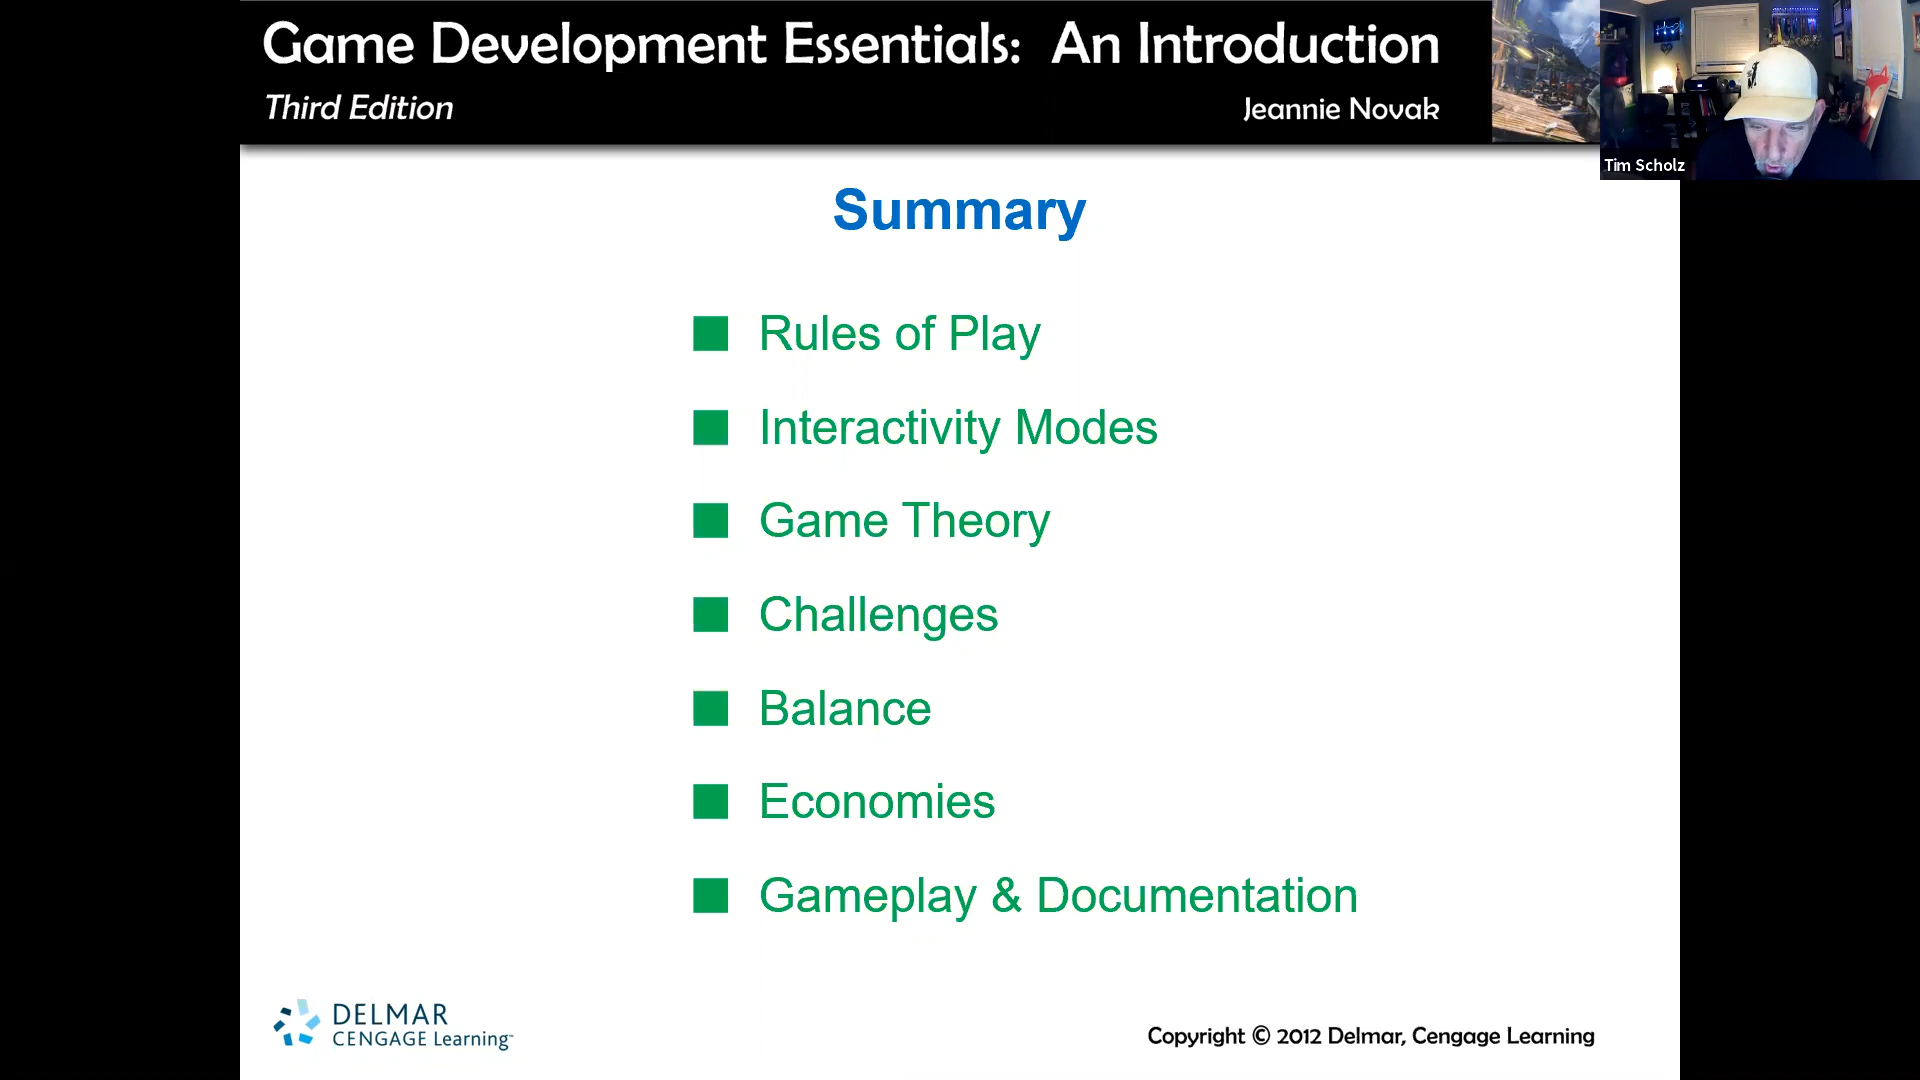 Game Development Essentials: An Introduction
Third Edition
Jeannie Novak
Tim Scholz
Summary
Rules of Play
Interactivity Modes
Game Theory
Challenges
Balance
Economies
Gameplay & Documentation
DELMAR
CENGAGE Learning™
Copyright © 2012 Delmar, Cengage Learning